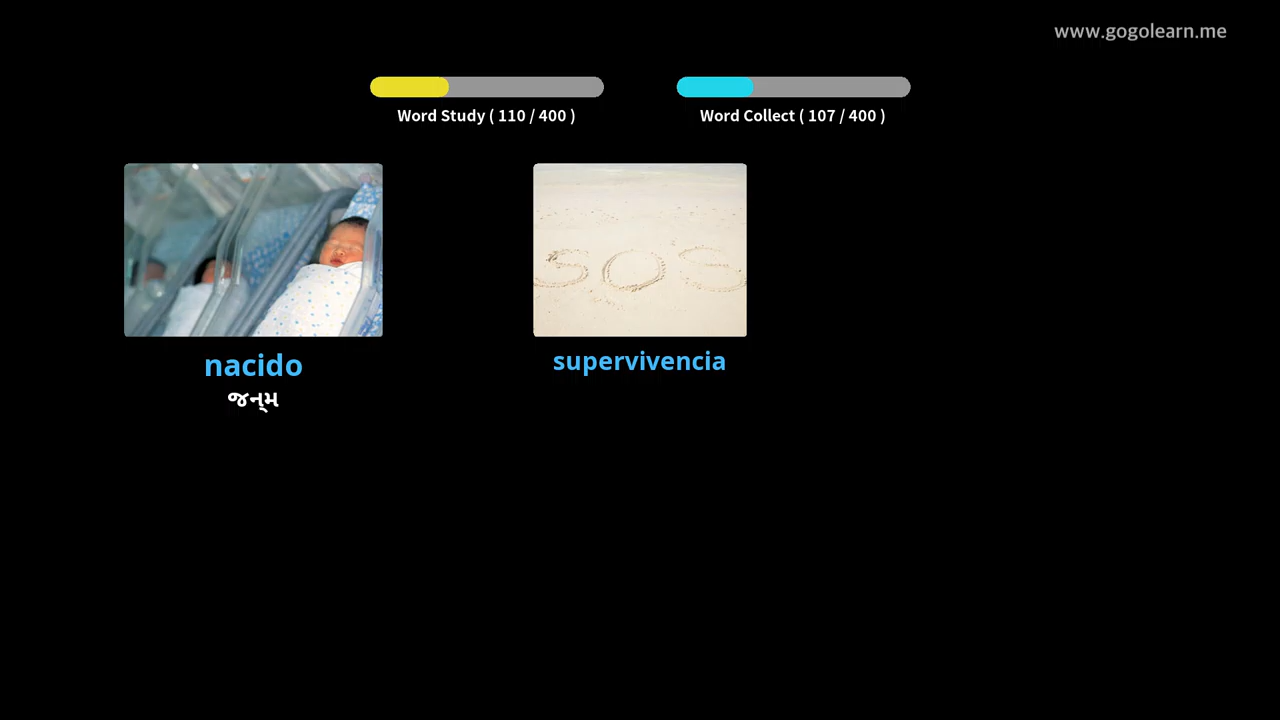 www.gogolearn.me
Word Study ( 110 / 400 )
Word Collect ( 107 / 400 )
SOS
nacido
supervivencia
જન્મ